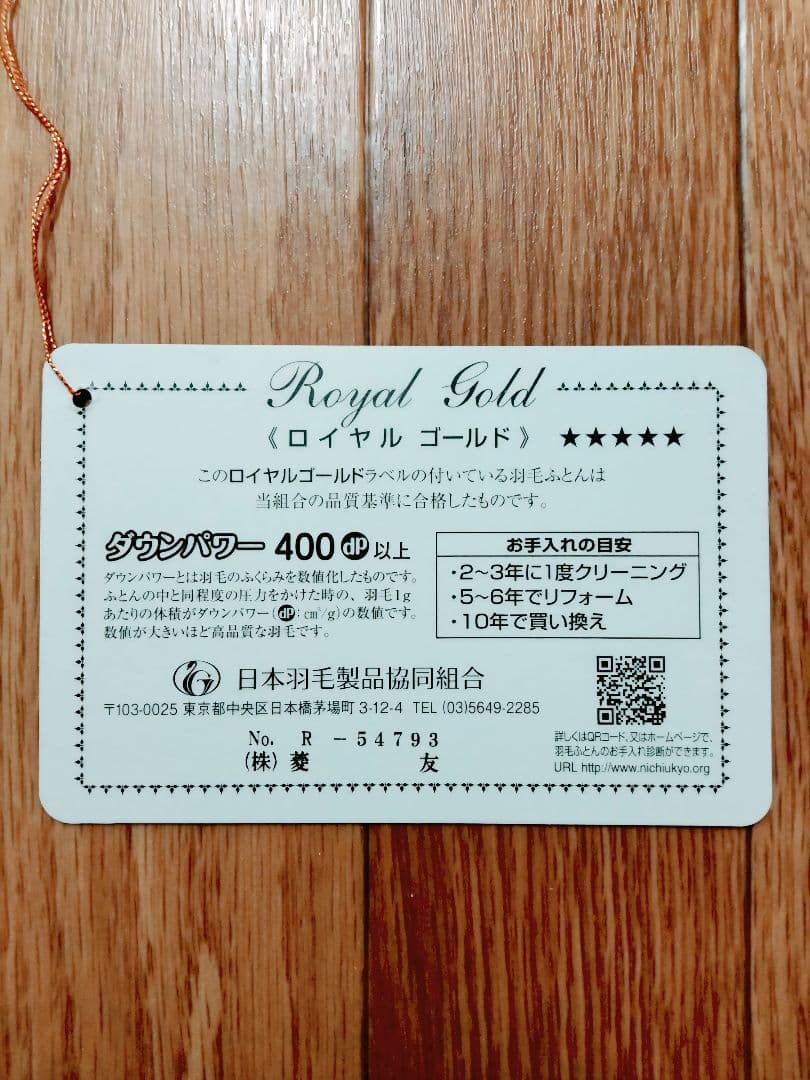 Royal Gold
《ロイヤル ゴールド》 ★★★★★
このロイヤルゴールドラベルの付いている羽毛ふとんは
当組合の品質基準に合格したものです。
ダウンパワー 400 dp 以上
ダウンパワーとは羽毛のふくらみを数値化したものです。
ふとんの中と同程度の圧力をかけた時の、羽毛1g
あたりの体積がダウンパワー(dp:㎤/g)の数値です。
数値が大きいほど高品質な羽毛です。
お手入れの目安
・2〜3年に1度クリーニング
・5〜6年でリフォーム
・10年で買い換え
日本羽毛製品協同組合
〒103-0025 東京都中央区日本橋茅場町 3-12-4 TEL (03)5649-2285
No. R －54793
(株) 菱 友
詳しくはQRコード、又はホームページで、
羽毛ふとんのお手入れ診断ができます。
URL http://www.nichiukyo.org